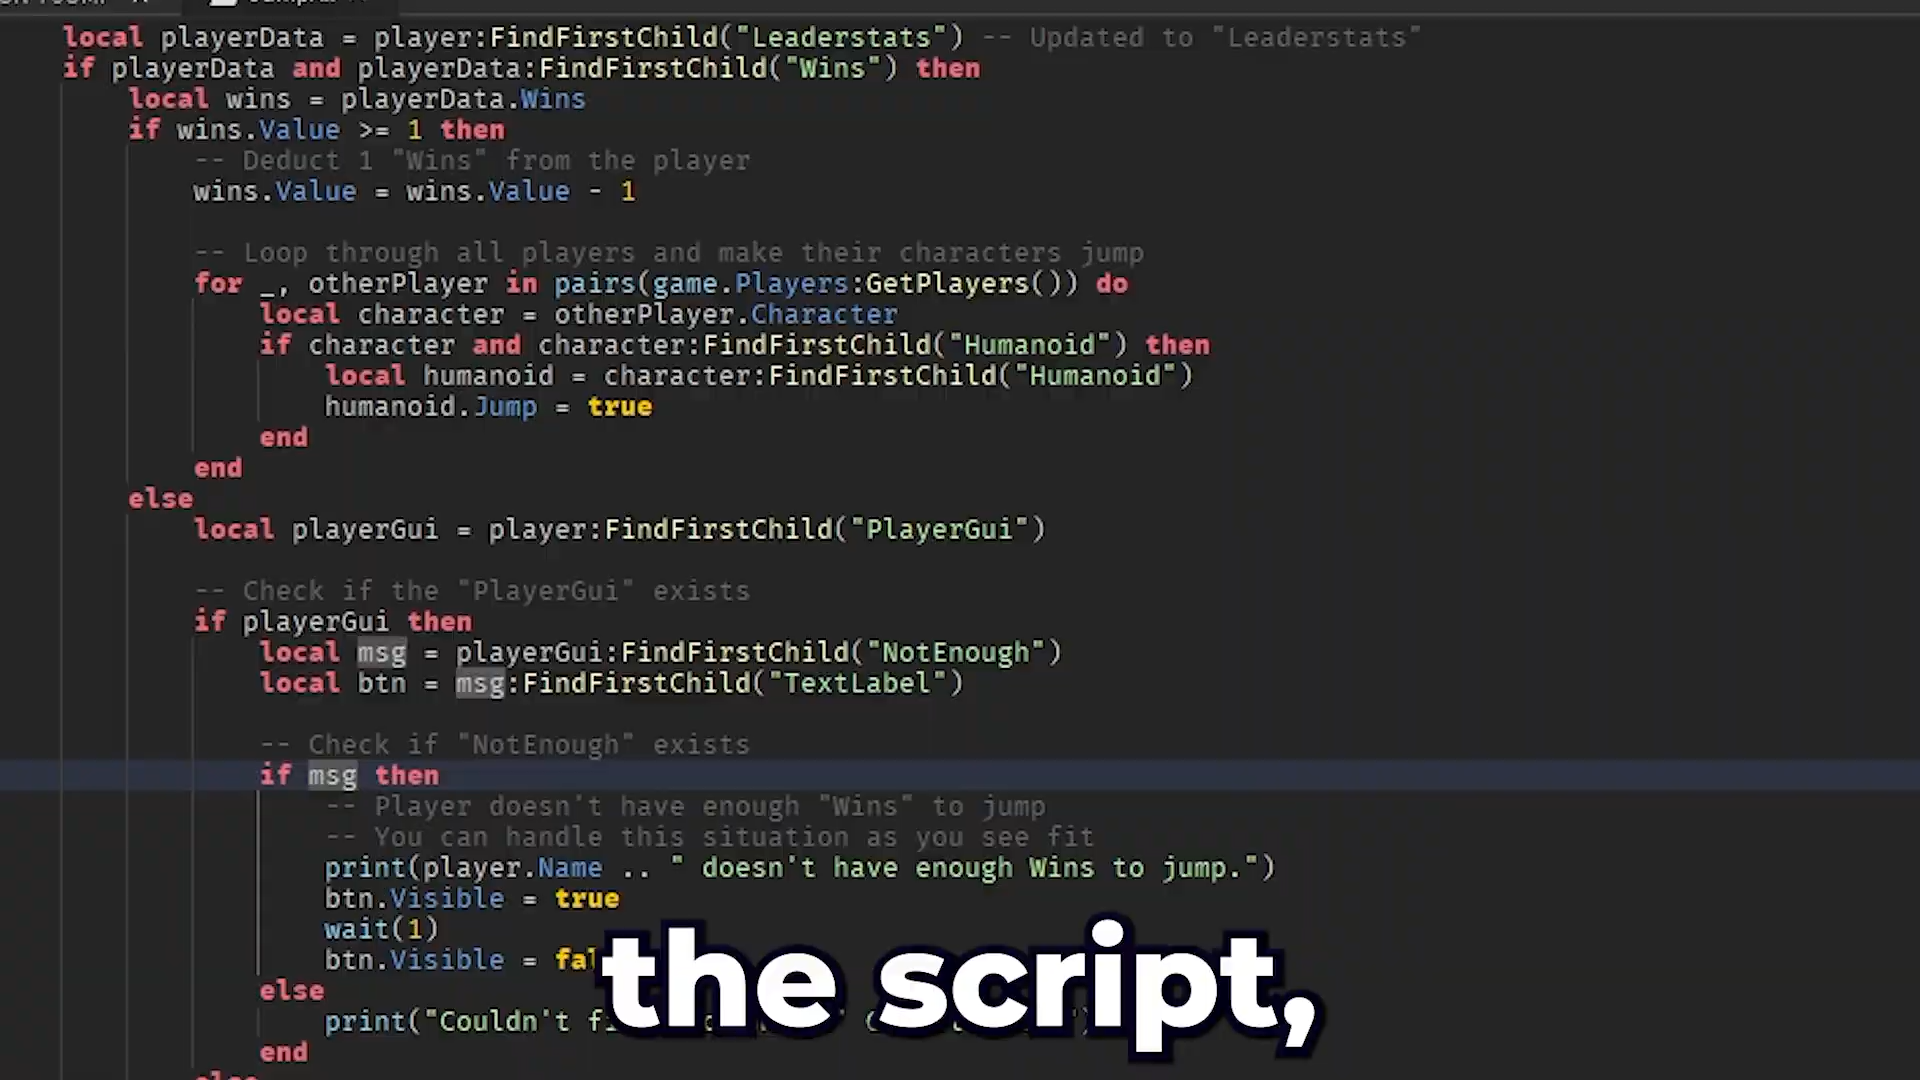 local playerData = player:FindFirstChild("Leaderstats") -- Updated to "Leaderstats"
if playerData and playerData:FindFirstChild("Wins") then
local wins = playerData.Wins
if wins.Value >= 1 then
-- Deduct 1 "Wins" from the player
wins.Value = wins.Value - 1
-- Loop through all players and make their characters jump
for _, otherPlayer in pairs(game.Players:GetPlayers()) do
local character = otherPlayer.Character
if character and character:FindFirstChild("Humanoid") then
local humanoid = character:FindFirstChild("Humanoid")
humanoid.Jump = true
end
end
else
local playerGui = player:FindFirstChild("PlayerGui")
-- Check if the "PlayerGui" exists
if playerGui then
local msg = playerGui:FindFirstChild("NotEnough")
local btn = msg:FindFirstChild("TextLabel")
-- Check if "NotEnough" exists
if msg then
-- Player doesn't have enough "Wins" to jump
-- You can handle this situation as you see fit
print(player.Name .. " doesn't have enough Wins to jump.")
btn.Visible = true
wait(1)
btn.Visible =
the script,
else
print("Couldn't
end
else